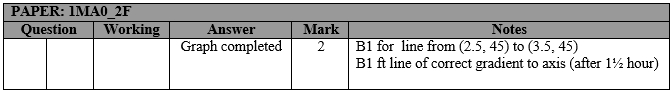 PAPER: 1MA0_2F
Question Working Answer Mark Notes
Graph completed 2 B1 for line from (2.5, 45) to (3.5, 45)
B1 ft line of correct gradient to axis (after 1½ hour)